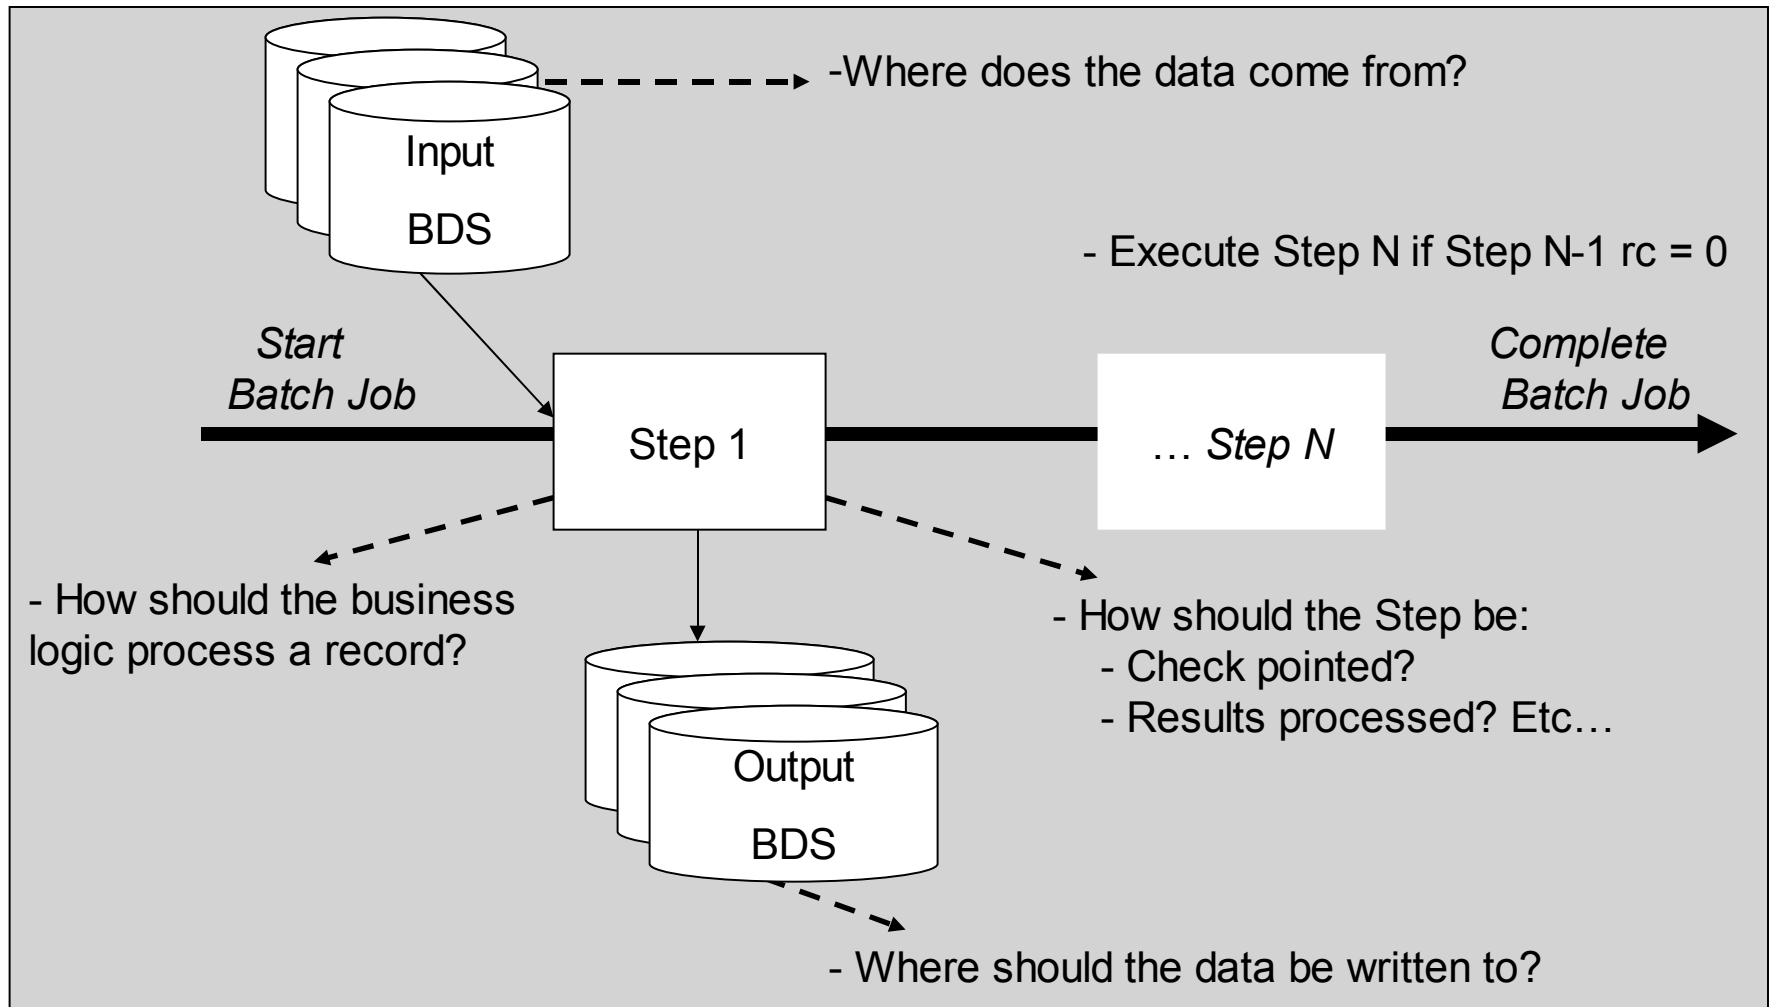 -Where does the data come from?
Input
BDS
- Execute Step N if Step N-1 rc = 0
Start
Batch Job
Complete
Batch Job
Step 1
… Step N
- How should the business
logic process a record?
- How should the Step be:
- Check pointed?
- Results processed? Etc…
Output
BDS
- Where should the data be written to?